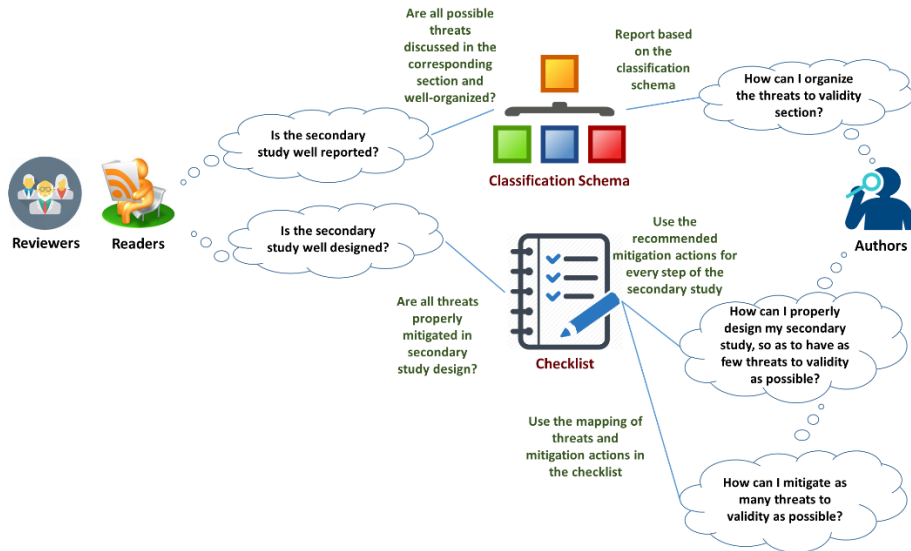 Are all possible
threats
discussed in the
corresponding
section and
well-organized?
Report based
on the
classification
schema
How can I organize
the threats to validity
section?
Is the secondary
study well reported?
Classification Schema
Reviewers
Readers
Authors
Is the secondary
study well designed?
Use the
recommended
mitigation actions for
every step of the
secondary study
Are all threats
properly
mitigated in
secondary
study design?
Checklist
How can I properly
design my secondary
study, so as to have as
few threats to validity
as possible?
Use the mapping of
threats and
mitigation actions in
the checklist
How can I mitigate as
many threats to
validity as possible?